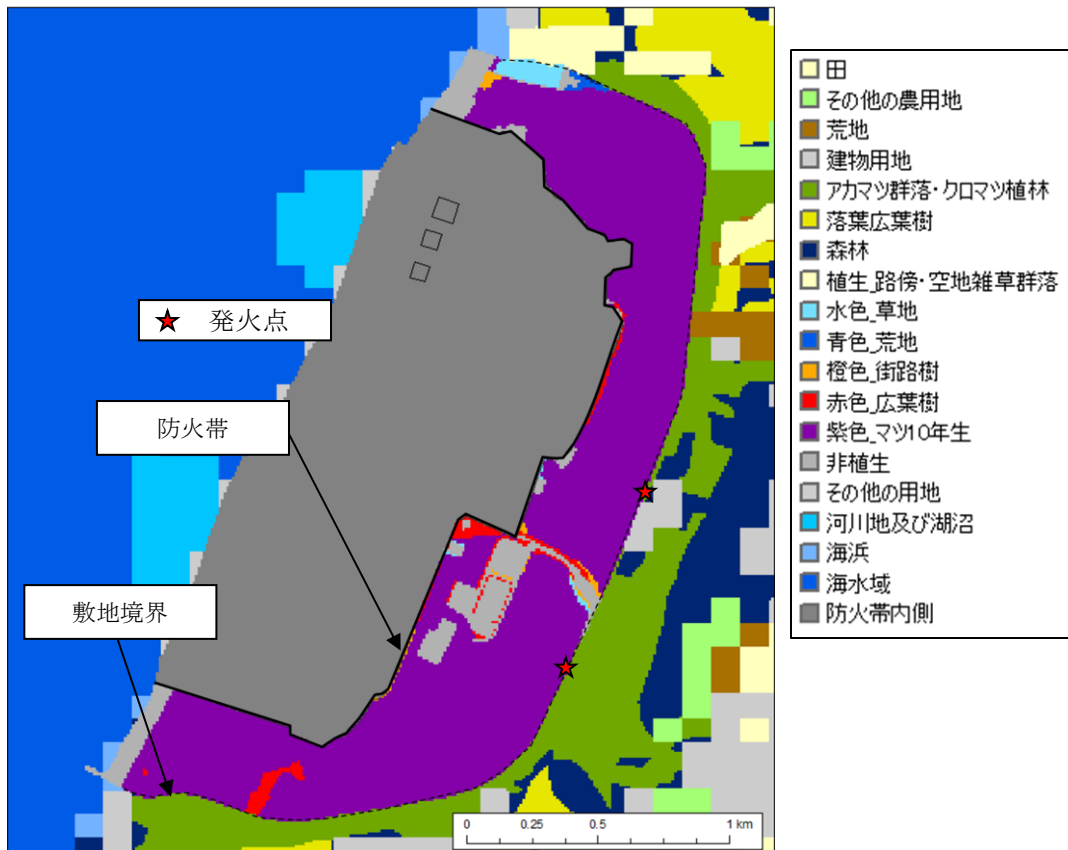 発火点
防火帯
敷地境界
0 0.25 0.5 1 km
田
その他の農用地
荒地
建物用地
アカマツ群落・クロマツ植林
落葉広葉樹
森林
植生_路傍・空地雑草群落
水色_草地
青色_荒地
橙色_街路樹
赤色_広葉樹
紫色_マツ10年生
非植生
その他の用地
河川地及び湖沼
海浜
海水域
防火帯内側